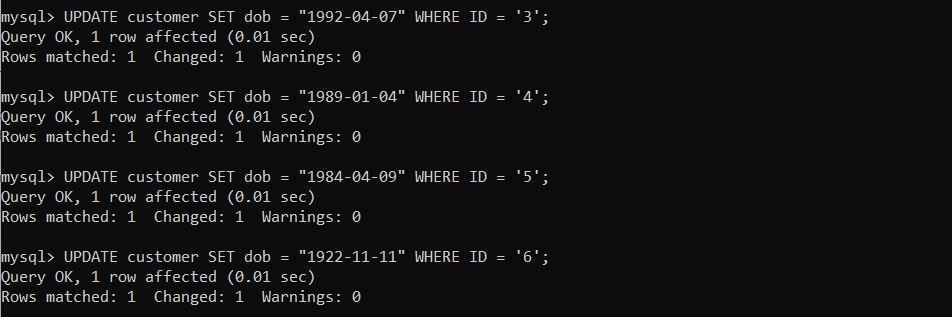 mysql> UPDATE customer SET dob = "1992-04-07" WHERE ID = '3';
Query OK, 1 row affected (0.01 sec)
Rows matched: 1  Changed: 1  Warnings: 0

mysql> UPDATE customer SET dob = "1989-01-04" WHERE ID = '4';
Query OK, 1 row affected (0.01 sec)
Rows matched: 1  Changed: 1  Warnings: 0

mysql> UPDATE customer SET dob = "1984-04-09" WHERE ID = '5';
Query OK, 1 row affected (0.01 sec)
Rows matched: 1  Changed: 1  Warnings: 0

mysql> UPDATE customer SET dob = "1922-11-11" WHERE ID = '6';
Query OK, 1 row affected (0.01 sec)
Rows matched: 1  Changed: 1  Warnings: 0